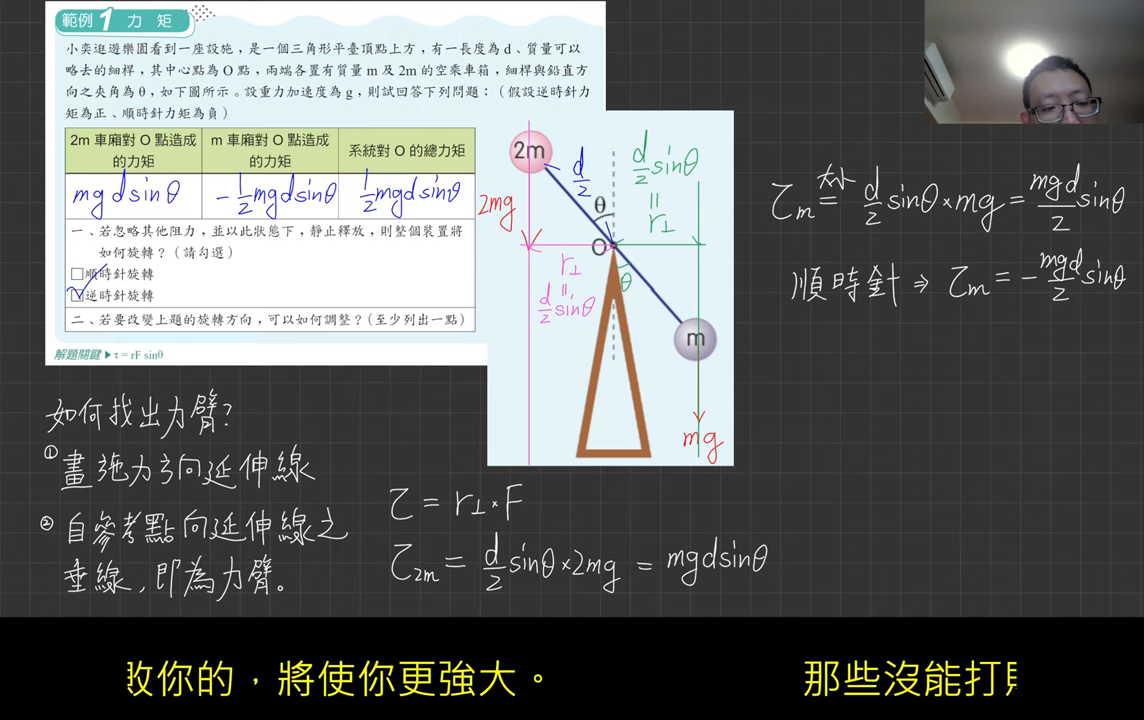 範例 1 力 矩
小奕逛遊樂園看到一座設施，是一個三角形平臺頂點上方，有一長度為 d、質量可以
略去的細桿，其中心點為 O 點，兩端各置有質量 m 及 2m 的空乘車箱，細桿與鉛直方
向之夾角為 θ，如下圖所示。設重力加速度為 g，則試回答下列問題：（假設逆時針力
矩為正、順時針力矩為負）
2m 車廂對 O 點造成的力矩
m 車廂對 O 點造成的力矩
系統對 O 的總力矩
mg d sinθ
-1/2 mgdsinθ
1/2 mgdsinθ
一、若忽略其他阻力，並以此狀態下，靜止釋放，則整個裝置將
如何旋轉？（請勾選）
□順時針旋轉
☑逆時針旋轉
二、若要改變上題的旋轉方向，可以如何調整？（至少列出一點）
解題關鍵▶τ = rF sinθ
2m
d/2
d/2 sinθ
=
r⊥
2mg
θ
O
r⊥
=
d/2 sinθ
θ
m
mg
τm = d/2 sinθ × mg = mgd/2 sinθ
順時針 ⇒ τm = -mgd/2 sinθ
如何找出力臂?
① 畫施力方向延伸線
② 自參考點向延伸線之
垂線，即為力臂。
τ = r⊥ × F
τ2m = d/2 sinθ × 2mg = mgdsinθ
你的，將使你更強大。
那些沒能打